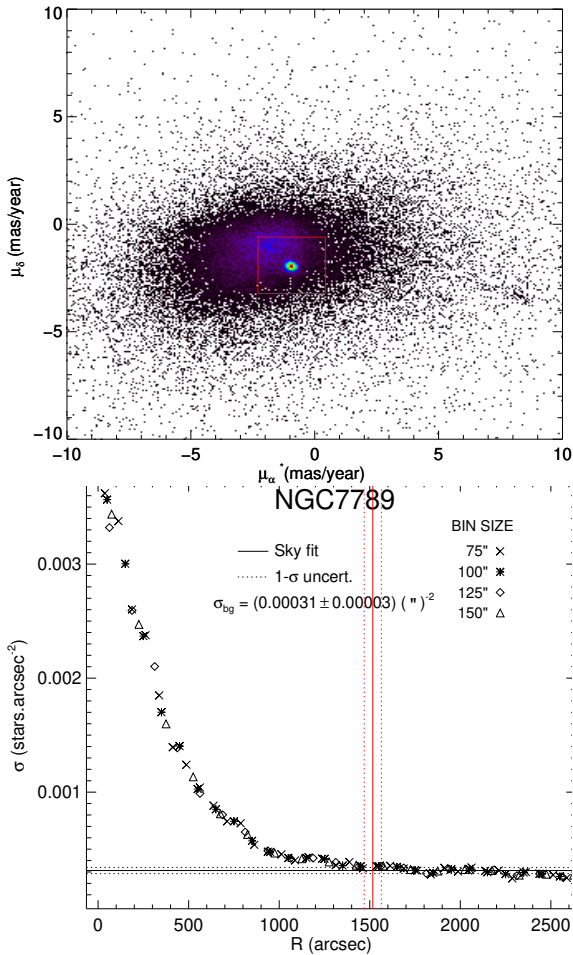 10
5
0
−5
−10
μδ (mas/year)
−10 −5 0 5 10
μα* (mas/year)
NGC7789
BIN SIZE
Sky fit 75"
1-σ uncert. 100"
σbg = (0.00031 ± 0.00003) ( " )-2 125"
150"
0.003
0.002
0.001
σ (stars.arcsec-2)
0 500 1000 1500 2000 2500
R (arcsec)